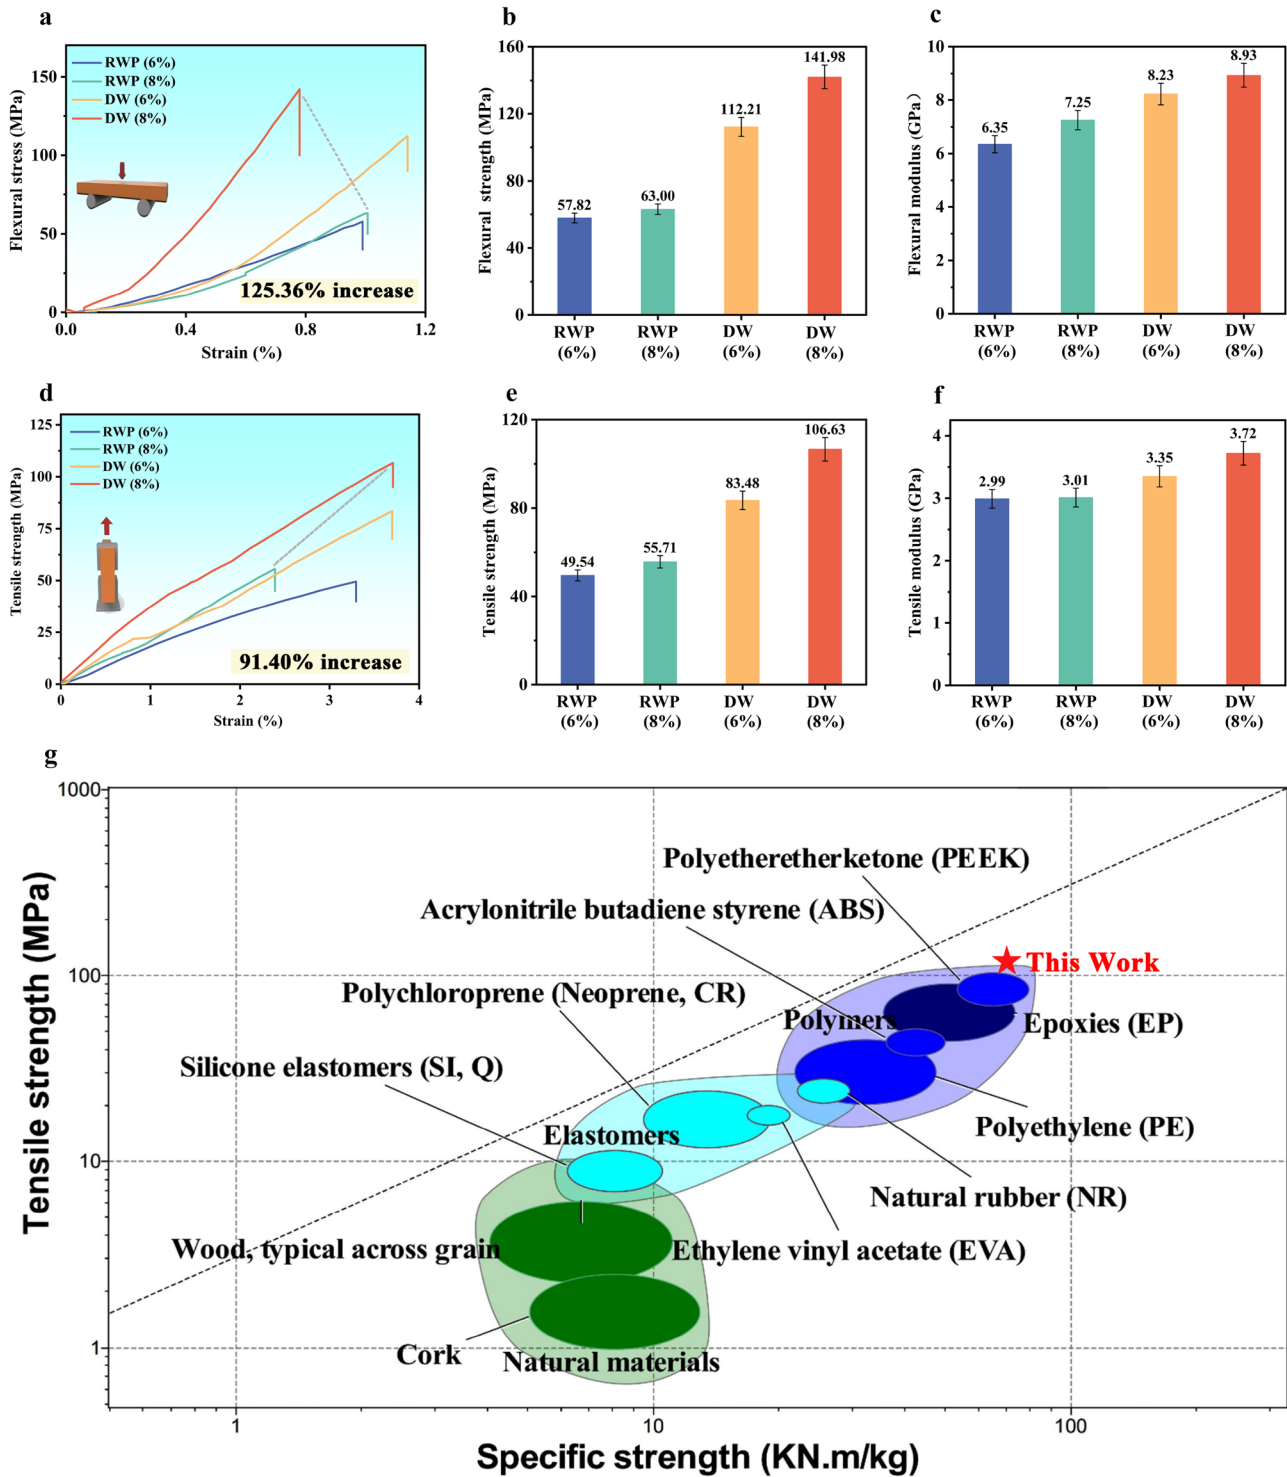 a
Flexural stress (MPa)
150
100
50
0
0.0
0.4
0.8
1.2
Strain (%)
RWP (6%)
RWP (8%)
DW (6%)
DW (8%)
125.36% increase
b
Flexural strength (MPa)
160
120
80
40
0
57.82
63.00
112.21
141.98
RWP (6%)
RWP (8%)
DW (6%)
DW (8%)
c
Flexural modulus (GPa)
10
8
6
4
2
0
6.35
7.25
8.23
8.93
RWP (6%)
RWP (8%)
DW (6%)
DW (8%)
d
Tensile strength (MPa)
125
100
75
50
25
0
0
1
2
3
4
Strain (%)
RWP (6%)
RWP (8%)
DW (6%)
DW (8%)
91.40% increase
e
Tensile strength (MPa)
120
80
40
0
49.54
55.71
83.48
106.63
RWP (6%)
RWP (8%)
DW (6%)
DW (8%)
f
Tensile modulus (GPa)
4
3
2
1
0
2.99
3.01
3.35
3.72
RWP (6%)
RWP (8%)
DW (6%)
DW (8%)
g
Tensile strength (MPa)
1000
100
10
1
Polyetheretherketone (PEEK)
Acrylonitrile butadiene styrene (ABS)
This Work
Polychloroprene (Neoprene, CR)
Polymers
Epoxies (EP)
Silicone elastomers (SI, Q)
Elastomers
Polyethylene (PE)
Natural rubber (NR)
Wood, typical across grain
Ethylene vinyl acetate (EVA)
Cork
Natural materials
1
10
100
Specific strength (KN.m/kg)